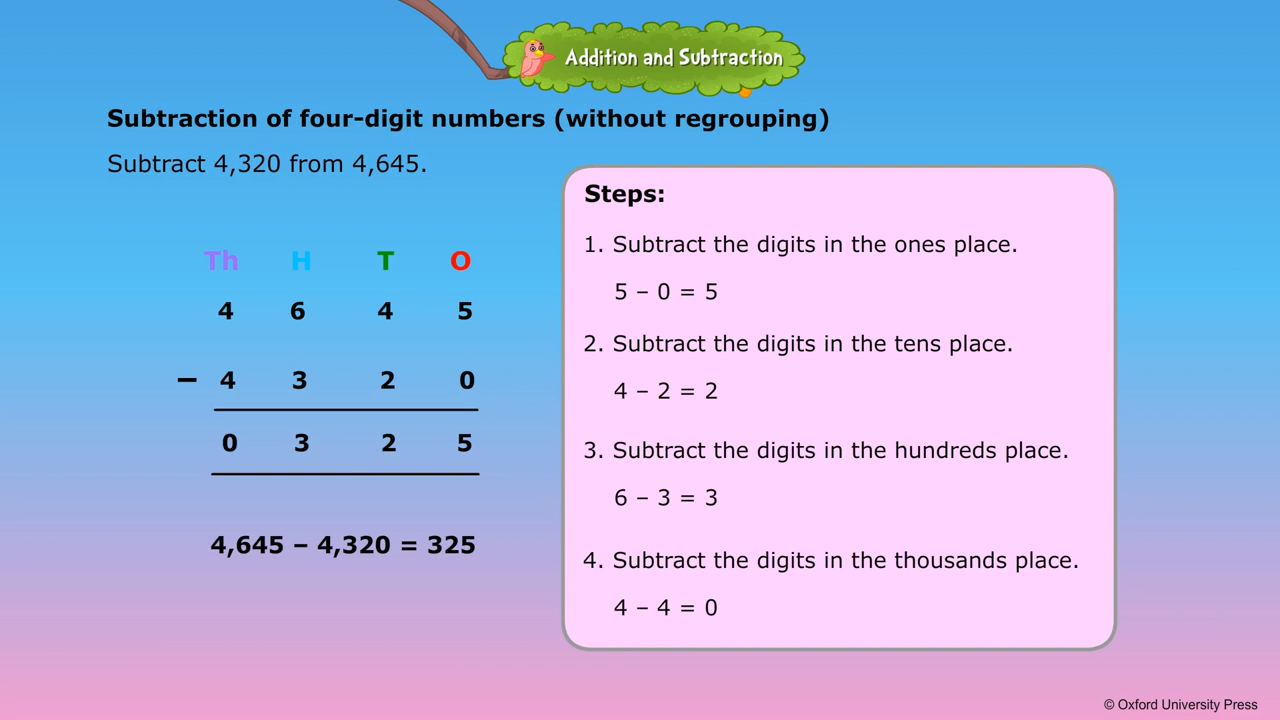 Addition and Subtraction
Subtraction of four-digit numbers (without regrouping)
Subtract 4,320 from 4,645.
Th H T O
4 6 4 5
– 4 3 2 0
0 3 2 5
4,645 – 4,320 = 325
Steps:
1. Subtract the digits in the ones place.
5 – 0 = 5
2. Subtract the digits in the tens place.
4 – 2 = 2
3. Subtract the digits in the hundreds place.
6 – 3 = 3
4. Subtract the digits in the thousands place.
4 – 4 = 0
© Oxford University Press